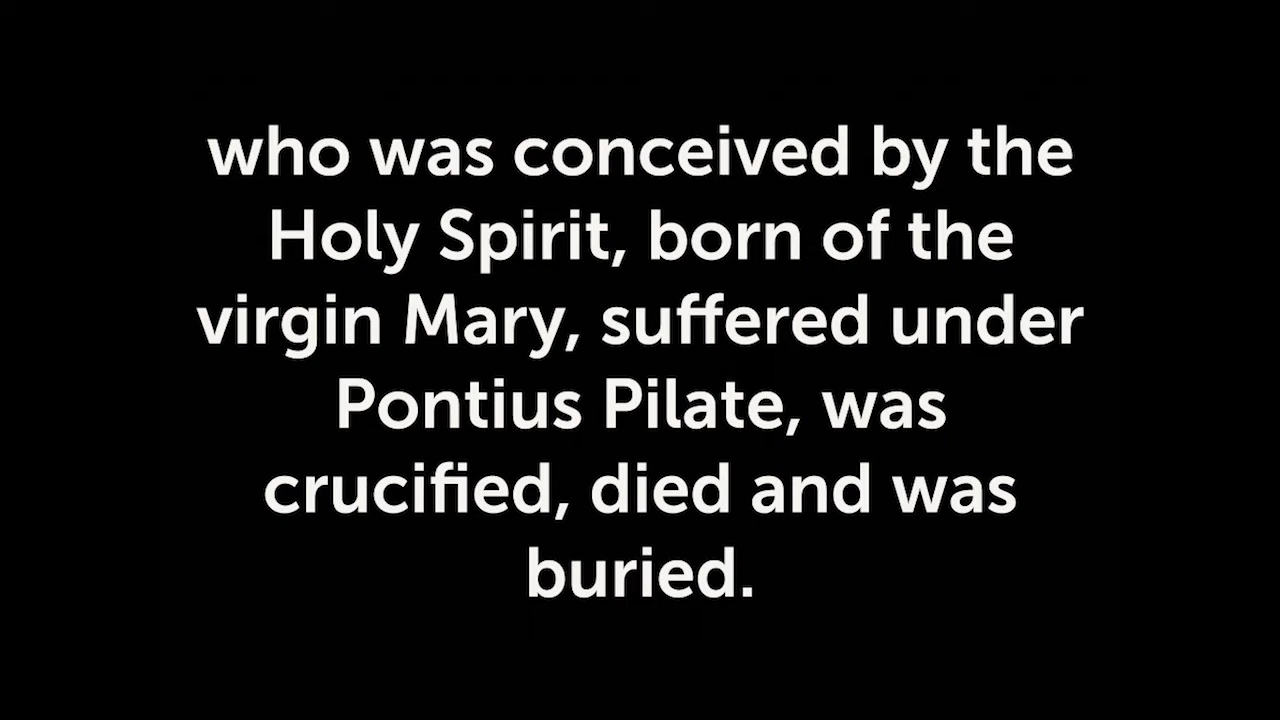 who was conceived by the
Holy Spirit, born of the
virgin Mary, suffered under
Pontius Pilate, was
crucified, died and was
buried.